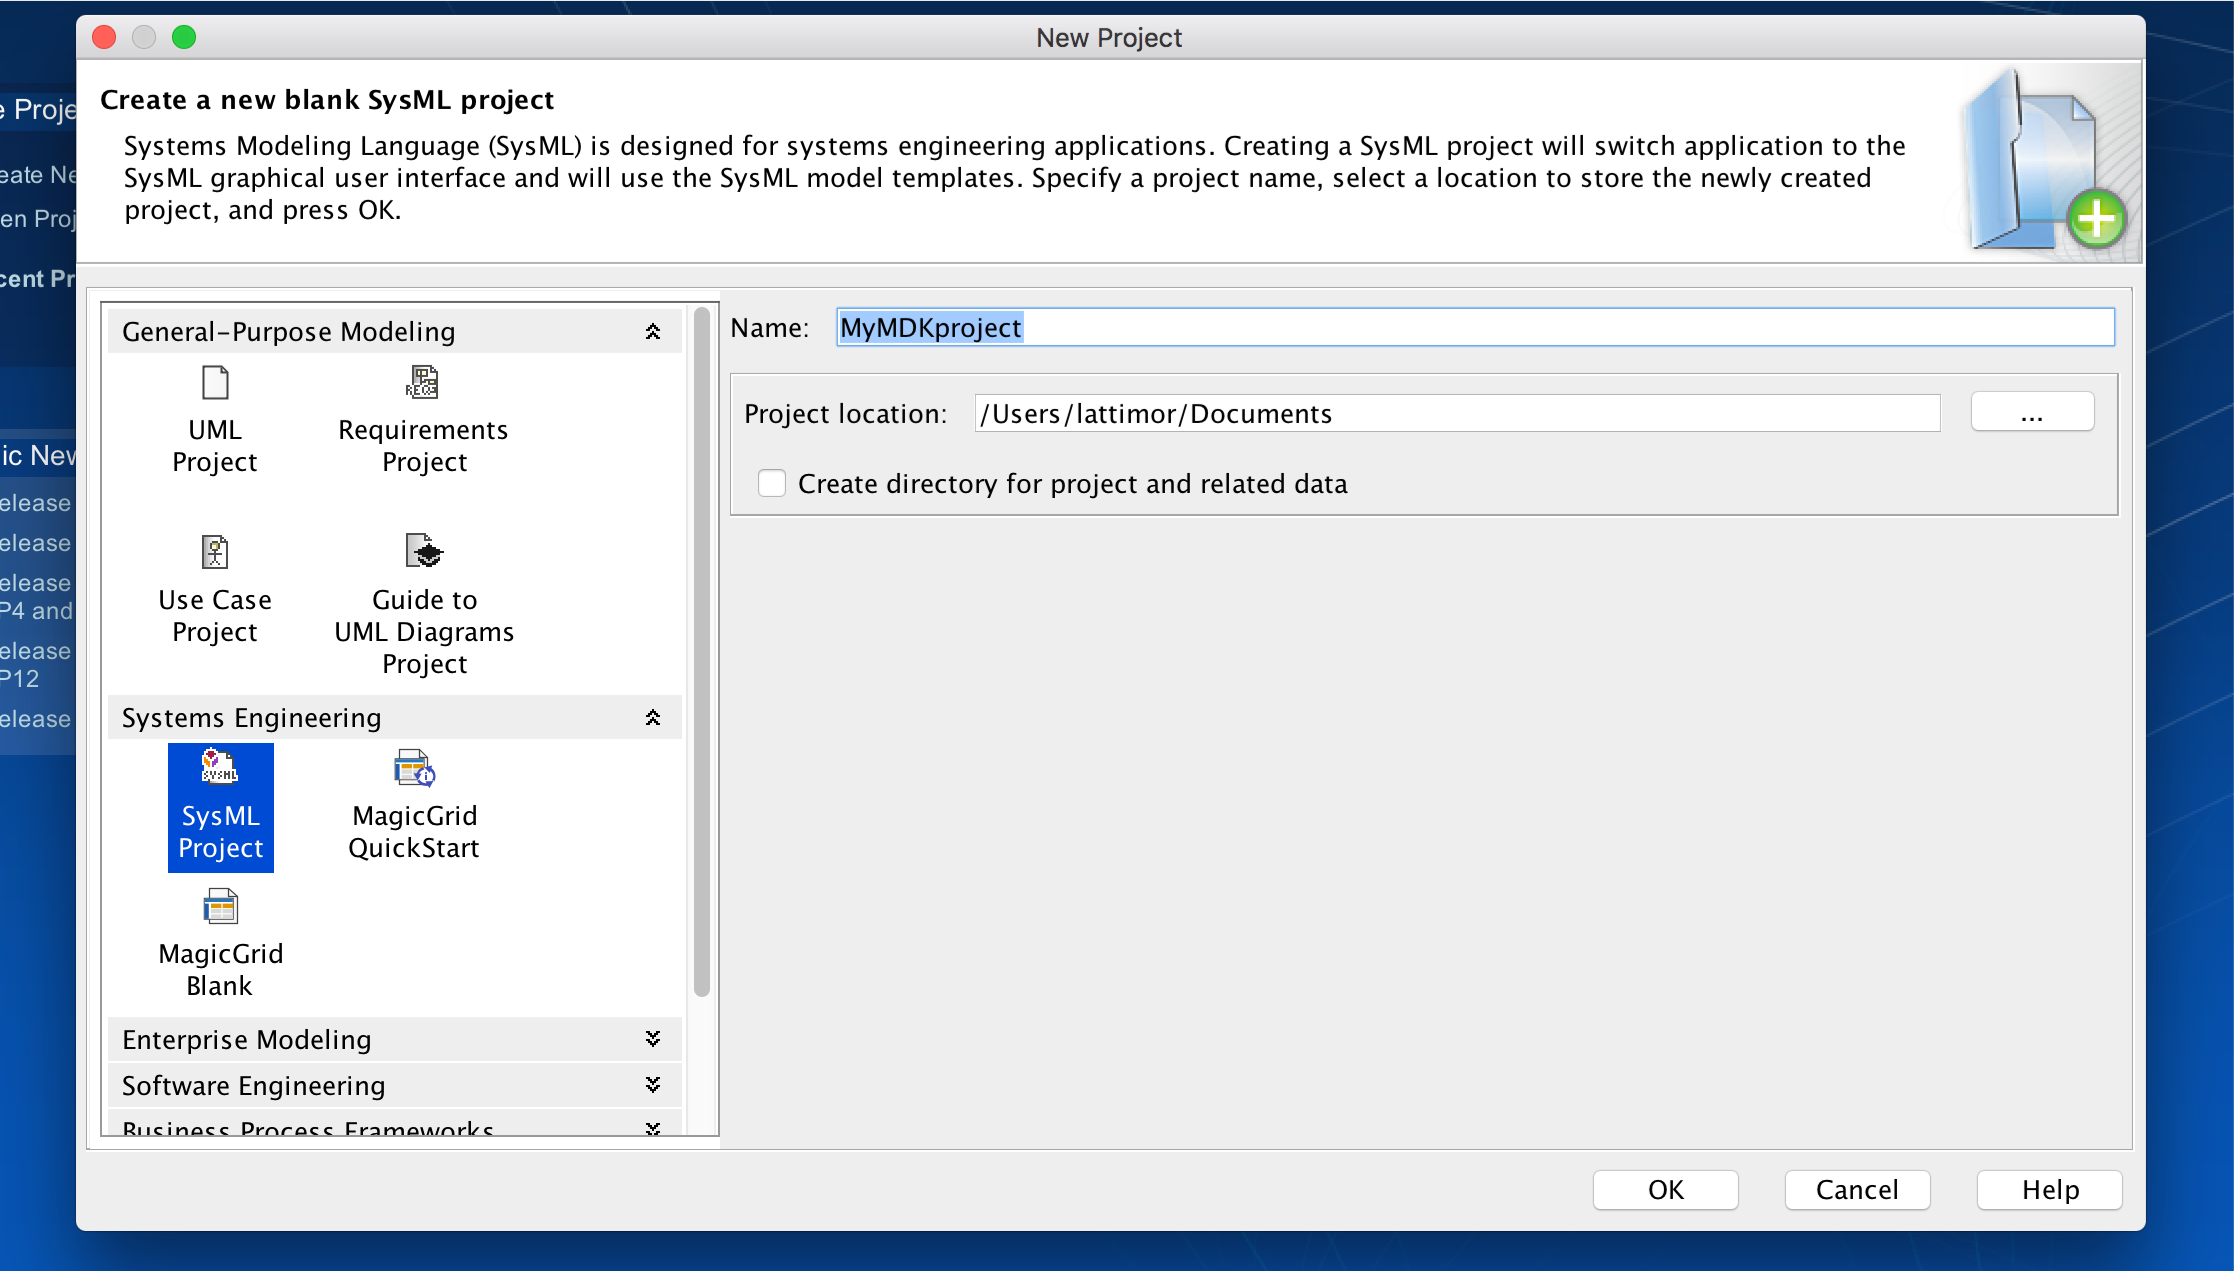 New Project
Create a new blank SysML project
Systems Modeling Language (SysML) is designed for systems engineering applications. Creating a SysML project will switch application to the
SysML graphical user interface and will use the SysML model templates. Specify a project name, select a location to store the newly created
project, and press OK.
e Proje
eate Ne
en Proj
cent Pr
ic New
elease
elease
elease
P4 and
elease
P12
elease
General-Purpose Modeling
UML
Project
Requirements
Project
Use Case
Project
Guide to
UML Diagrams
Project
Systems Engineering
SysML
Project
MagicGrid
QuickStart
MagicGrid
Blank
Enterprise Modeling
Software Engineering
Business Process Frameworks
Name: MyMDKproject
Project location: /Users/lattimor/Documents ...
Create directory for project and related data
OK Cancel Help